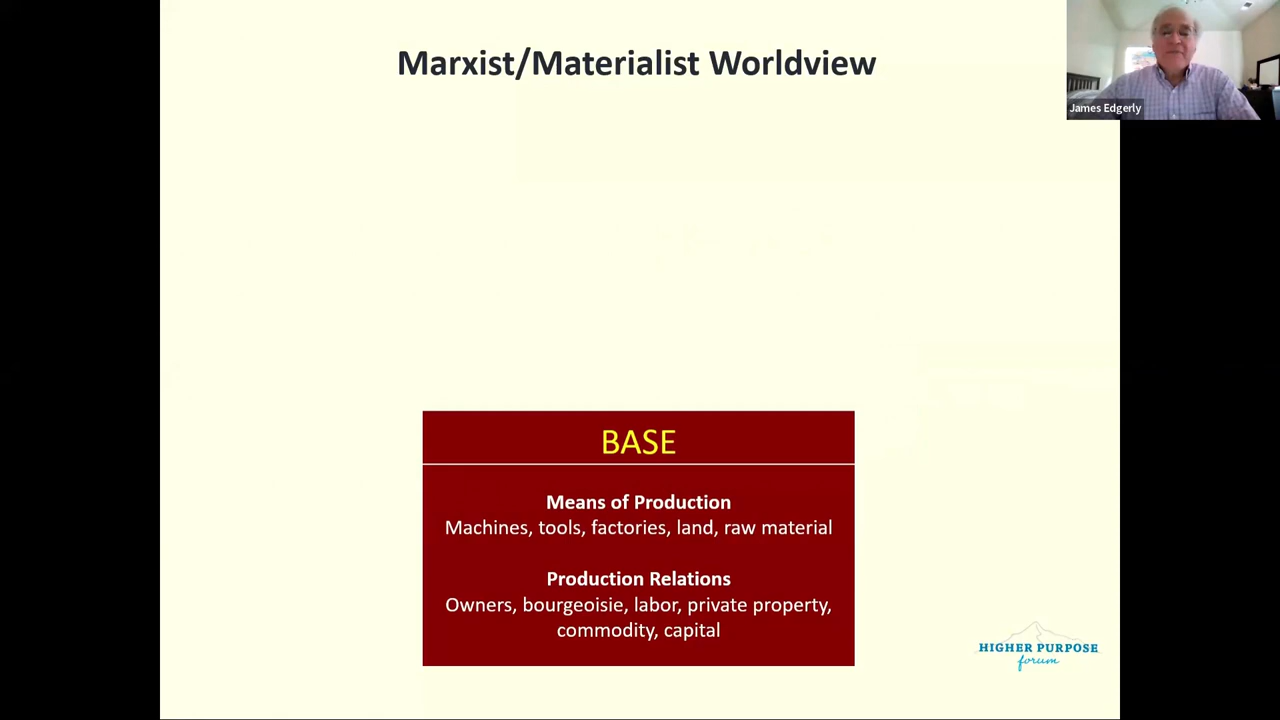 Marxist/Materialist Worldview
James Edgerly
BASE
Means of Production
Machines, tools, factories, land, raw material
Production Relations
Owners, bourgeoisie, labor, private property,
commodity, capital
HIGHER PURPOSE
forum